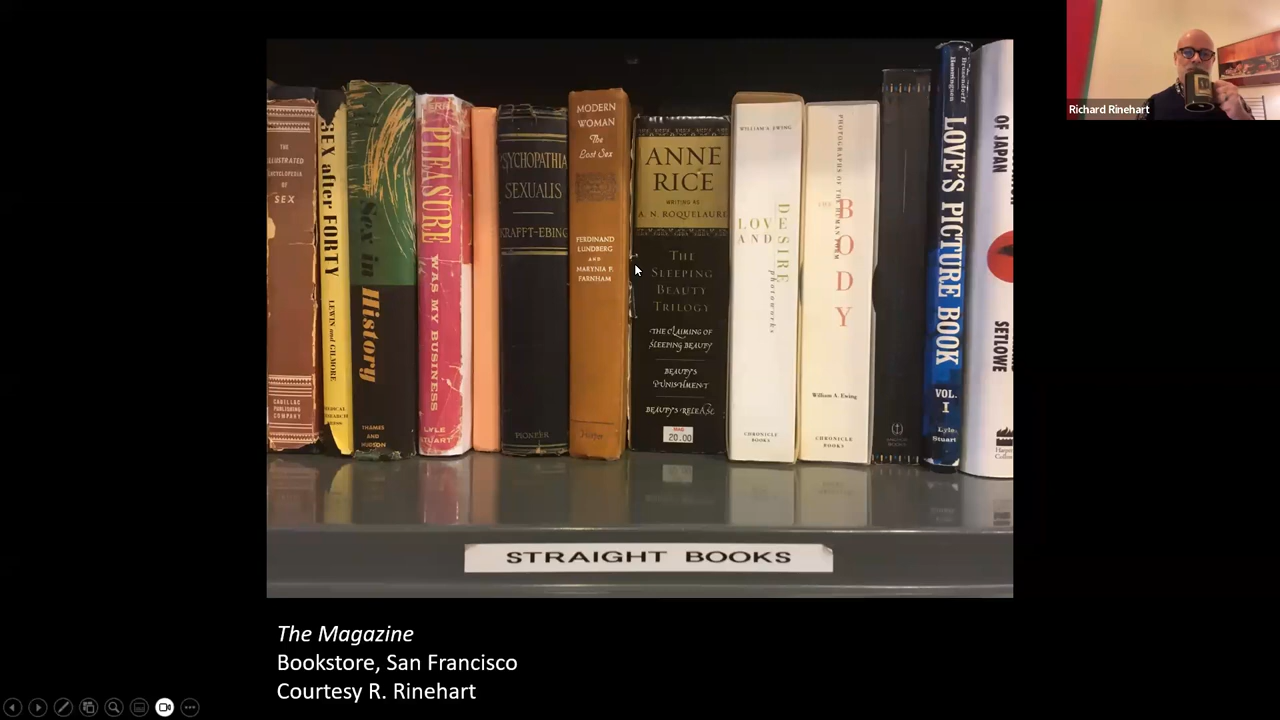 Richard Rinehart
THE
ILLUSTRATED
ENCYCLOPEDIA
OF
SEX
CADILLAC
PUBLISHING
COMPANY
SEX after FORTY
LEWIN and GILMORE
Sex in History
THAMES
AND
HUDSON
PLEASURE
WAS MY BUSINESS
LYLE
STUART
PSYCHOPATHIA
SEXUALIS
KRAFFT-EBING
PIONEER
MODERN
WOMAN
The
Lost Sex
FERDINAND
LUNDBERG
AND
MARYNIA F.
FARNHAM
ANNE
RICE
WRITING AS
A. N. ROQUELAURE
THE
SLEEPING
BEAUTY
TRILOGY
THE CLAIMING OF
SLEEPING BEAUTY
BEAUTY'S
PUNISHMENT
BEAUTY'S RELEASE
MAG
20.00
WILLIAM A. EWING
LOVE
AND
DESIRE
photoworks
CHRONICLE
BOOKS
PHOTOGRAPHS OF THE HUMAN FORM
THE
BODY
William A. Ewing
CHRONICLE
BOOKS
LOVE'S PICTURE BOOK
VOL.
I
Lyle
Stuart
OF JAPAN
SETLOWE
STRAIGHT BOOKS
The Magazine
Bookstore, San Francisco
Courtesy R. Rinehart